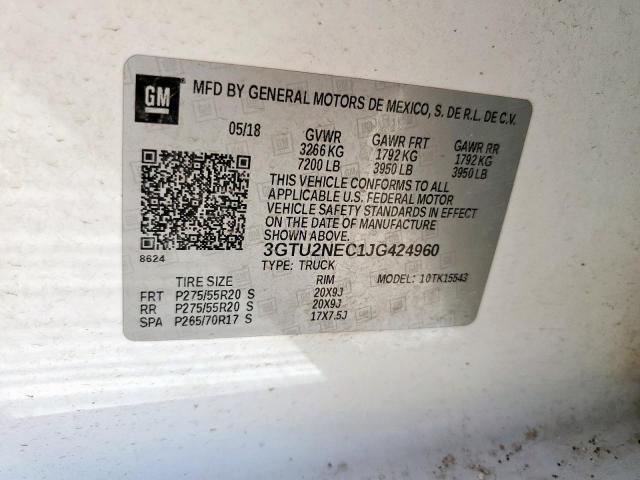 GM
MFD BY GENERAL MOTORS DE MEXICO, S. DE R.L. DE C.V.
05/18 GVWR GAWR FRT GAWR RR
3266 KG 1792 KG 1792 KG
7200 LB 3950 LB 3950 LB
THIS VEHICLE CONFORMS TO ALL
APPLICABLE U.S. FEDERAL MOTOR
VEHICLE SAFETY STANDARDS IN EFFECT
ON THE DATE OF MANUFACTURE SHOWN ABOVE.
3GTU2NEC1JG424960
8624
TYPE: TRUCK
TIRE SIZE RIM MODEL: 10TK15543
FRT P275/55R20 S 20X9J
RR P275/55R20 S 20X9J
SPA P265/70R17 S 17X7.5J